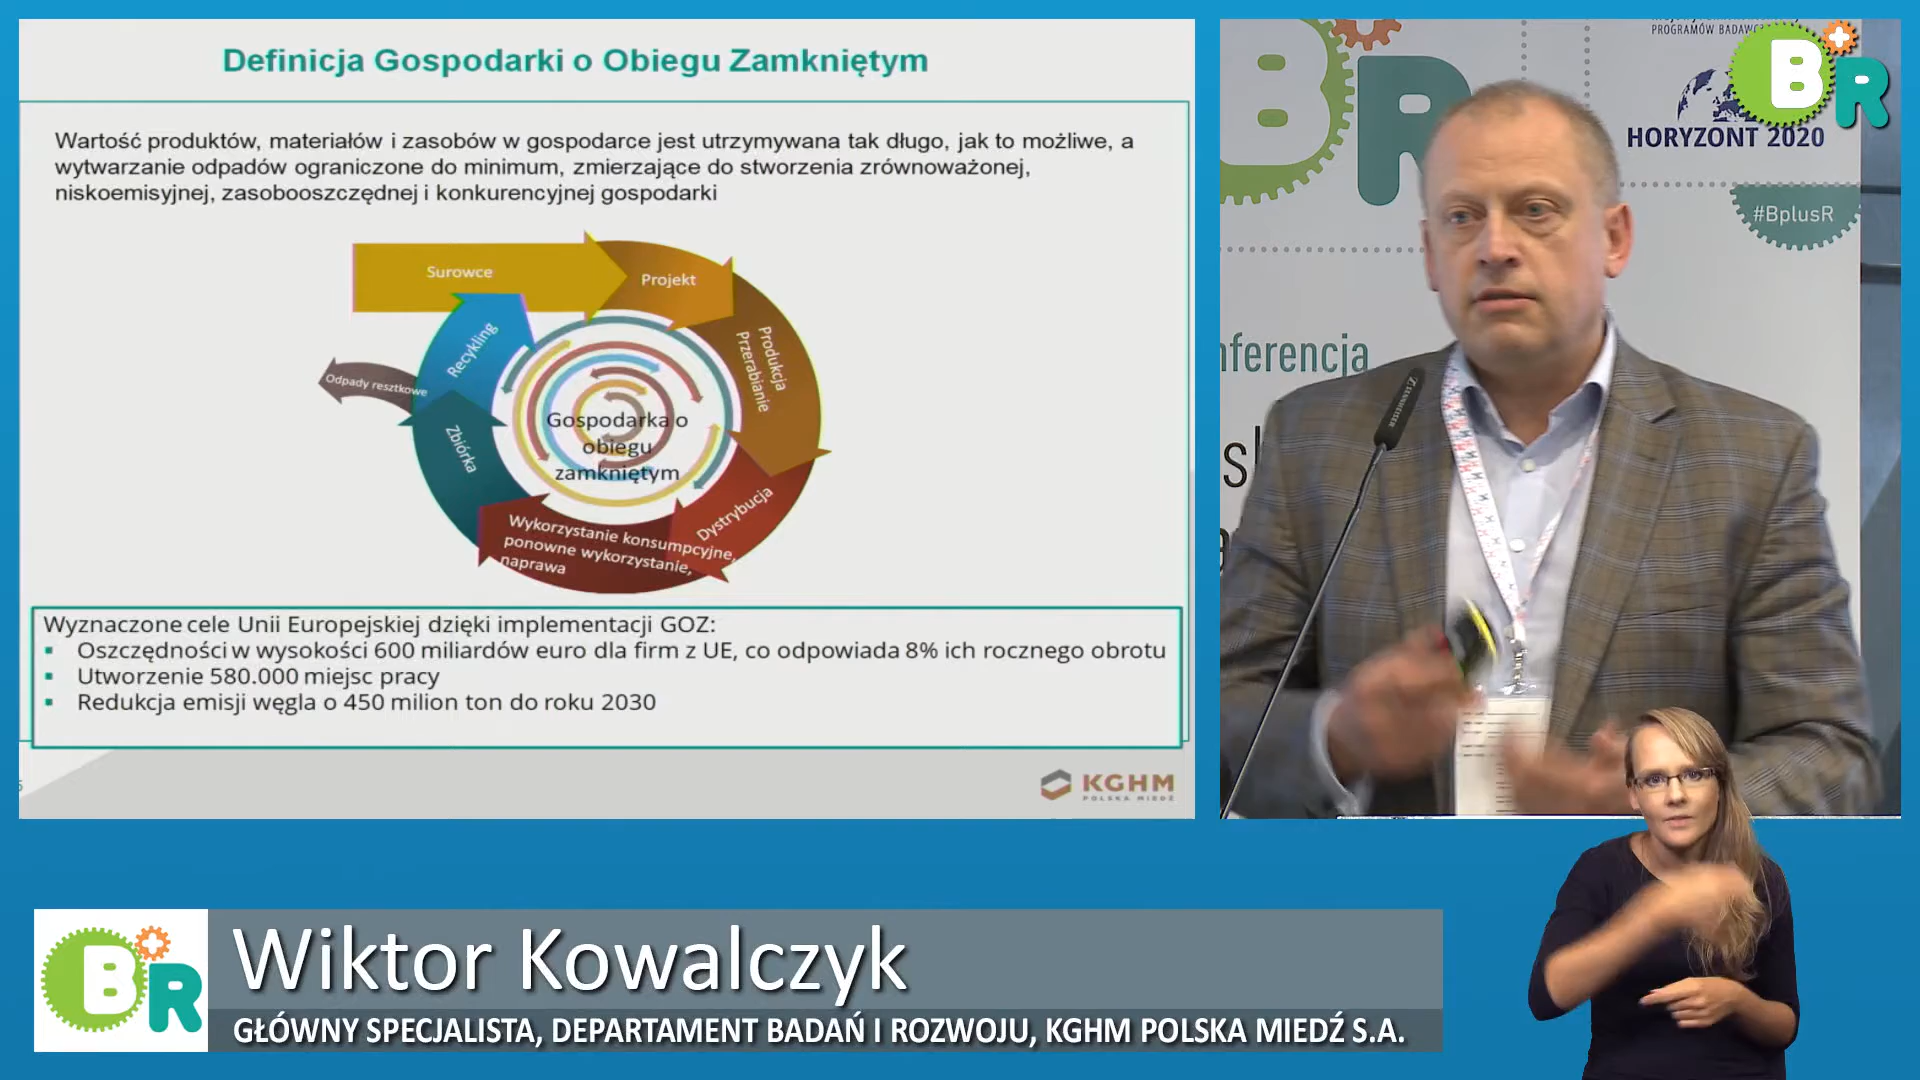 Definicja Gospodarki o Obiegu Zamkniętym
Wartość produktów, materiałów i zasobów w gospodarce jest utrzymywana tak długo, jak to możliwe, a
wytwarzanie odpadów ograniczone do minimum, zmierzające do stworzenia zrównoważonej,
niskoemisyjnej, zasobooszczędnej i konkurencyjnej gospodarki
Surowce
Projekt
Produkcja
Przerabianie
Dystrybucja
Wykorzystanie konsumpcyjne,
ponowne wykorzystanie,
naprawa
Zbiórka
Recykling
Odpady resztkowe
Gospodarka o
obiegu
zamkniętym
Wyznaczone cele Unii Europejskiej dzięki implementacji GOZ:
▪ Oszczędności w wysokości 600 miliardów euro dla firm z UE, co odpowiada 8% ich rocznego obrotu
▪ Utworzenie 580.000 miejsc pracy
▪ Redukcja emisji węgla o 450 milion ton do roku 2030
KGHM
POLSKA MIEDŹ
B+R
PROGRAMÓW
HORYZONT 2020
B+R
#BplusR
nferencja
SENNHEISER
B+R
Wiktor Kowalczyk
GŁÓWNY SPECJALISTA, DEPARTAMENT BADAŃ I ROZWOJU, KGHM POLSKA MIEDŹ S.A.